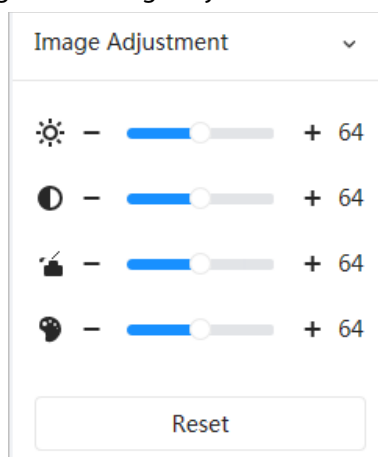 Image Adjustment
− + 64
− + 64
− + 64
− + 64
Reset